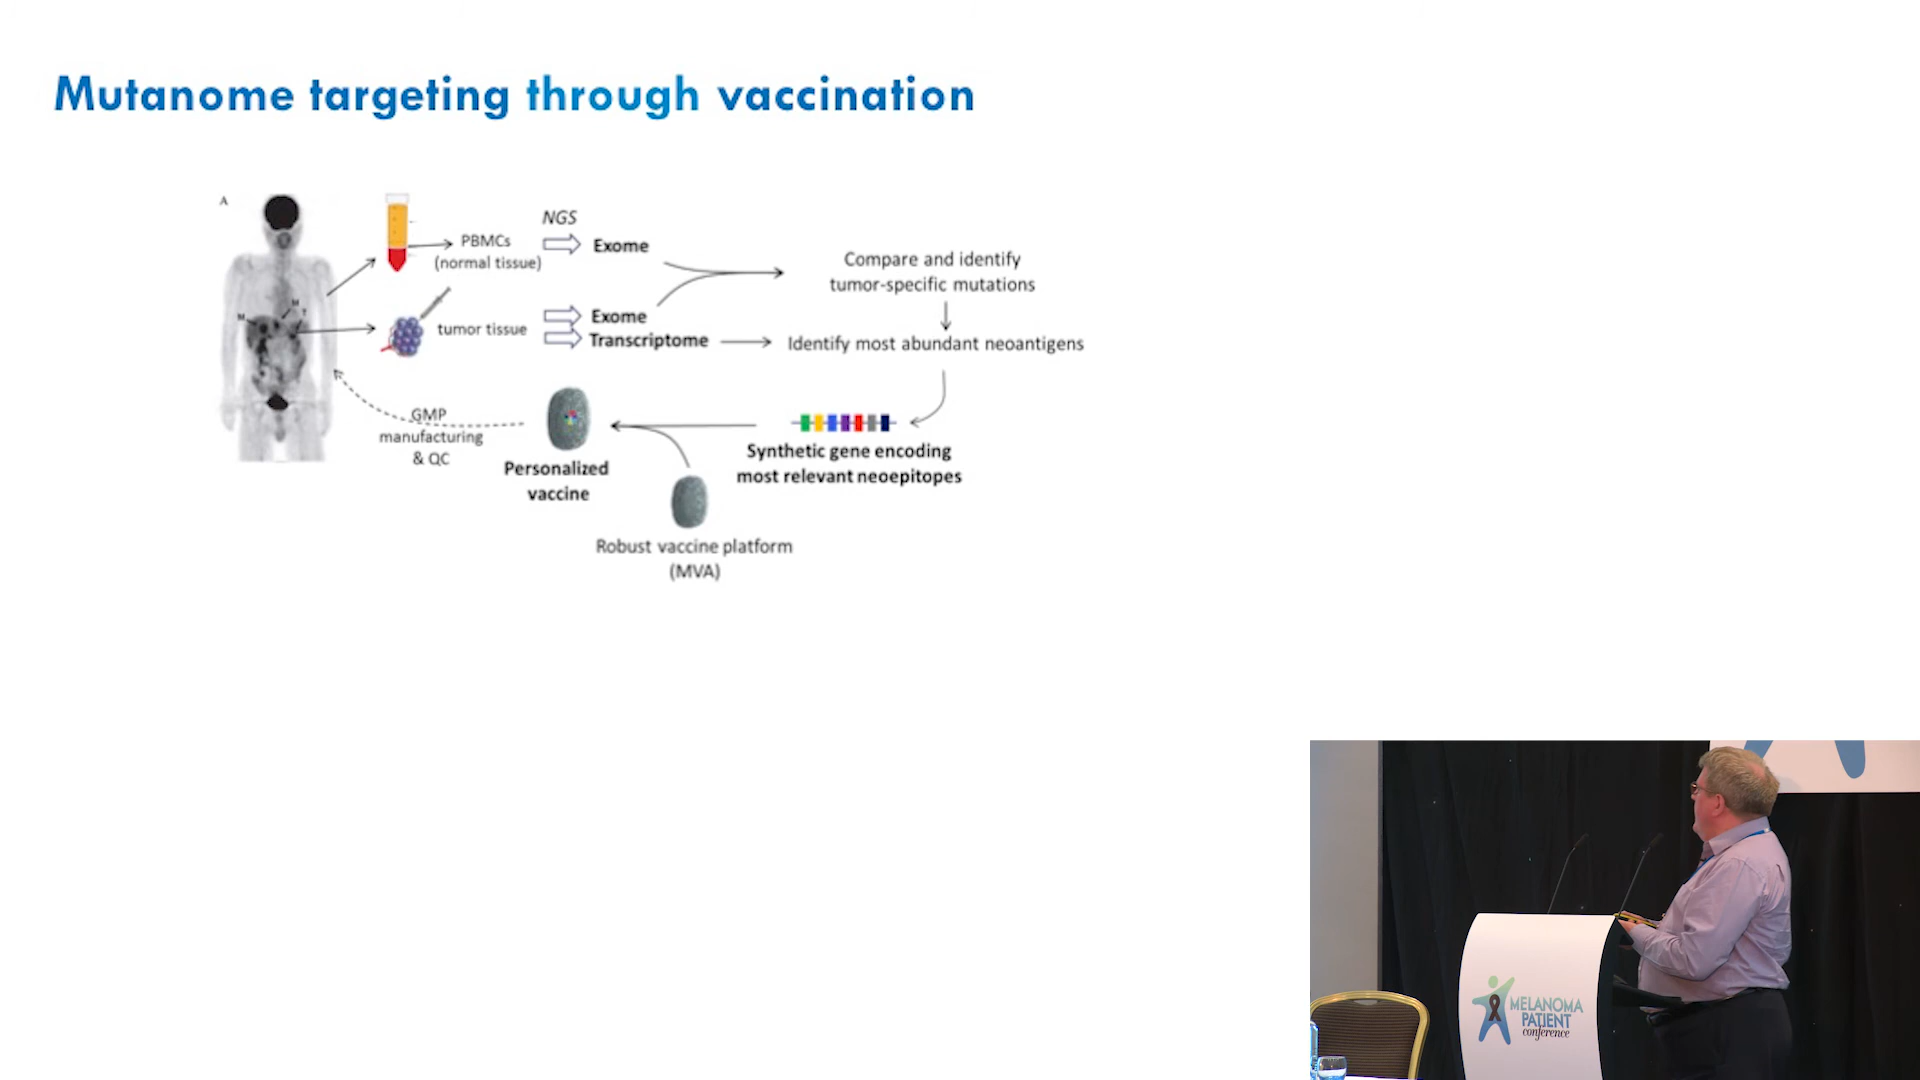 Mutanome targeting through vaccination
A
NGS
PBMCs
(normal tissue)
Exome
Compare and identify
tumor-specific mutations
M
M
T
tumor tissue
Exome
Transcriptome
Identify most abundant neoantigens
GMP
manufacturing
& QC
Personalized
vaccine
Synthetic gene encoding
most relevant neoepitopes
Robust vaccine platform
(MVA)
MELANOMA
PATIENT
conference